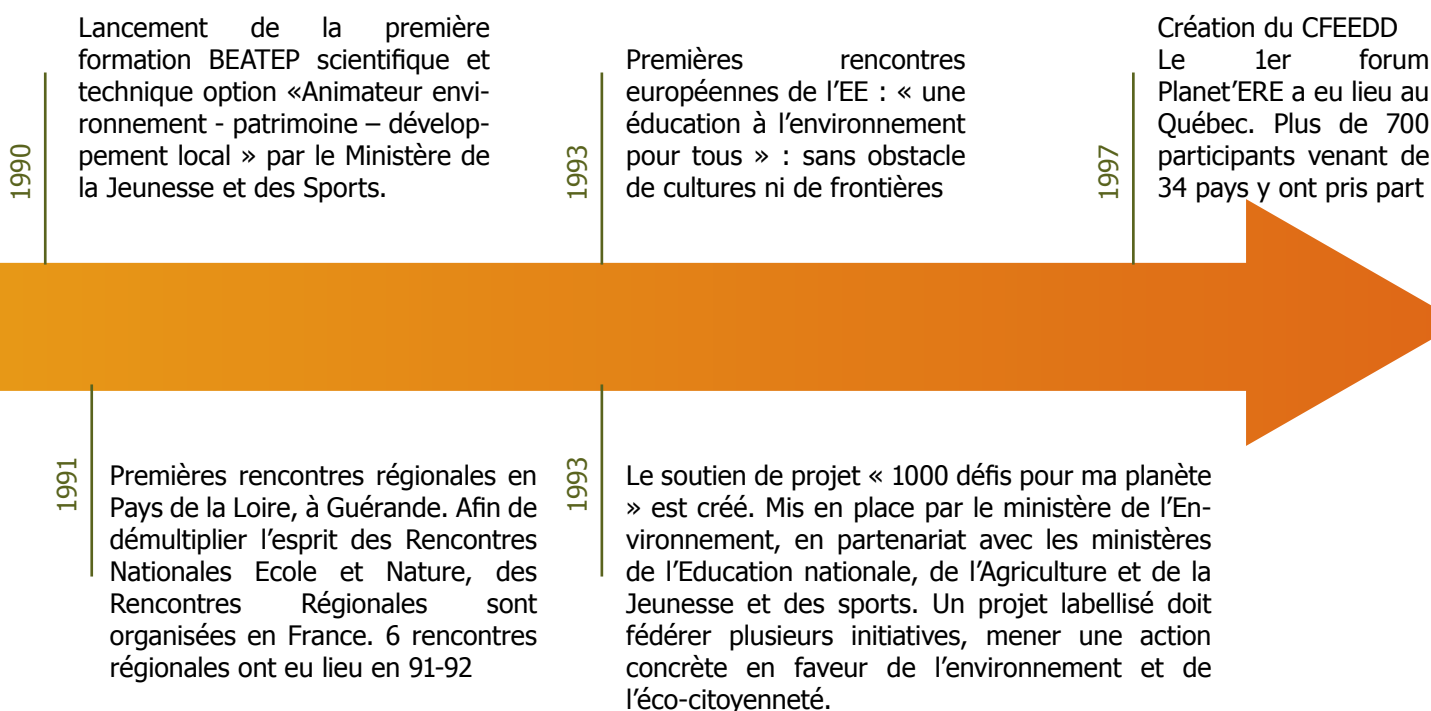 1990
Lancement de la première
formation BEATEP scientifique et
technique option «Animateur envi-
ronnement - patrimoine – dévelop-
pement local » par le Ministère de
la Jeunesse et des Sports.
1993
Premières rencontres
européennes de l’EE : « une
éducation à l’environnement
pour tous » : sans obstacle
de cultures ni de frontières
1997
Création du CFEEDD
Le 1er forum
Planet’ERE a eu lieu au
Québec. Plus de 700
participants venant de
34 pays y ont pris part
1991
Premières rencontres régionales en
Pays de la Loire, à Guérande. Afin de
démultiplier l’esprit des Rencontres
Nationales Ecole et Nature, des
Rencontres Régionales sont
organisées en France. 6 rencontres
régionales ont eu lieu en 91-92
1993
Le soutien de projet « 1000 défis pour ma planète
» est créé. Mis en place par le ministère de l’En-
vironnement, en partenariat avec les ministères
de l’Education nationale, de l’Agriculture et de la
Jeunesse et des sports. Un projet labellisé doit
fédérer plusieurs initiatives, mener une action
concrète en faveur de l’environnement et de
l’éco-citoyenneté.